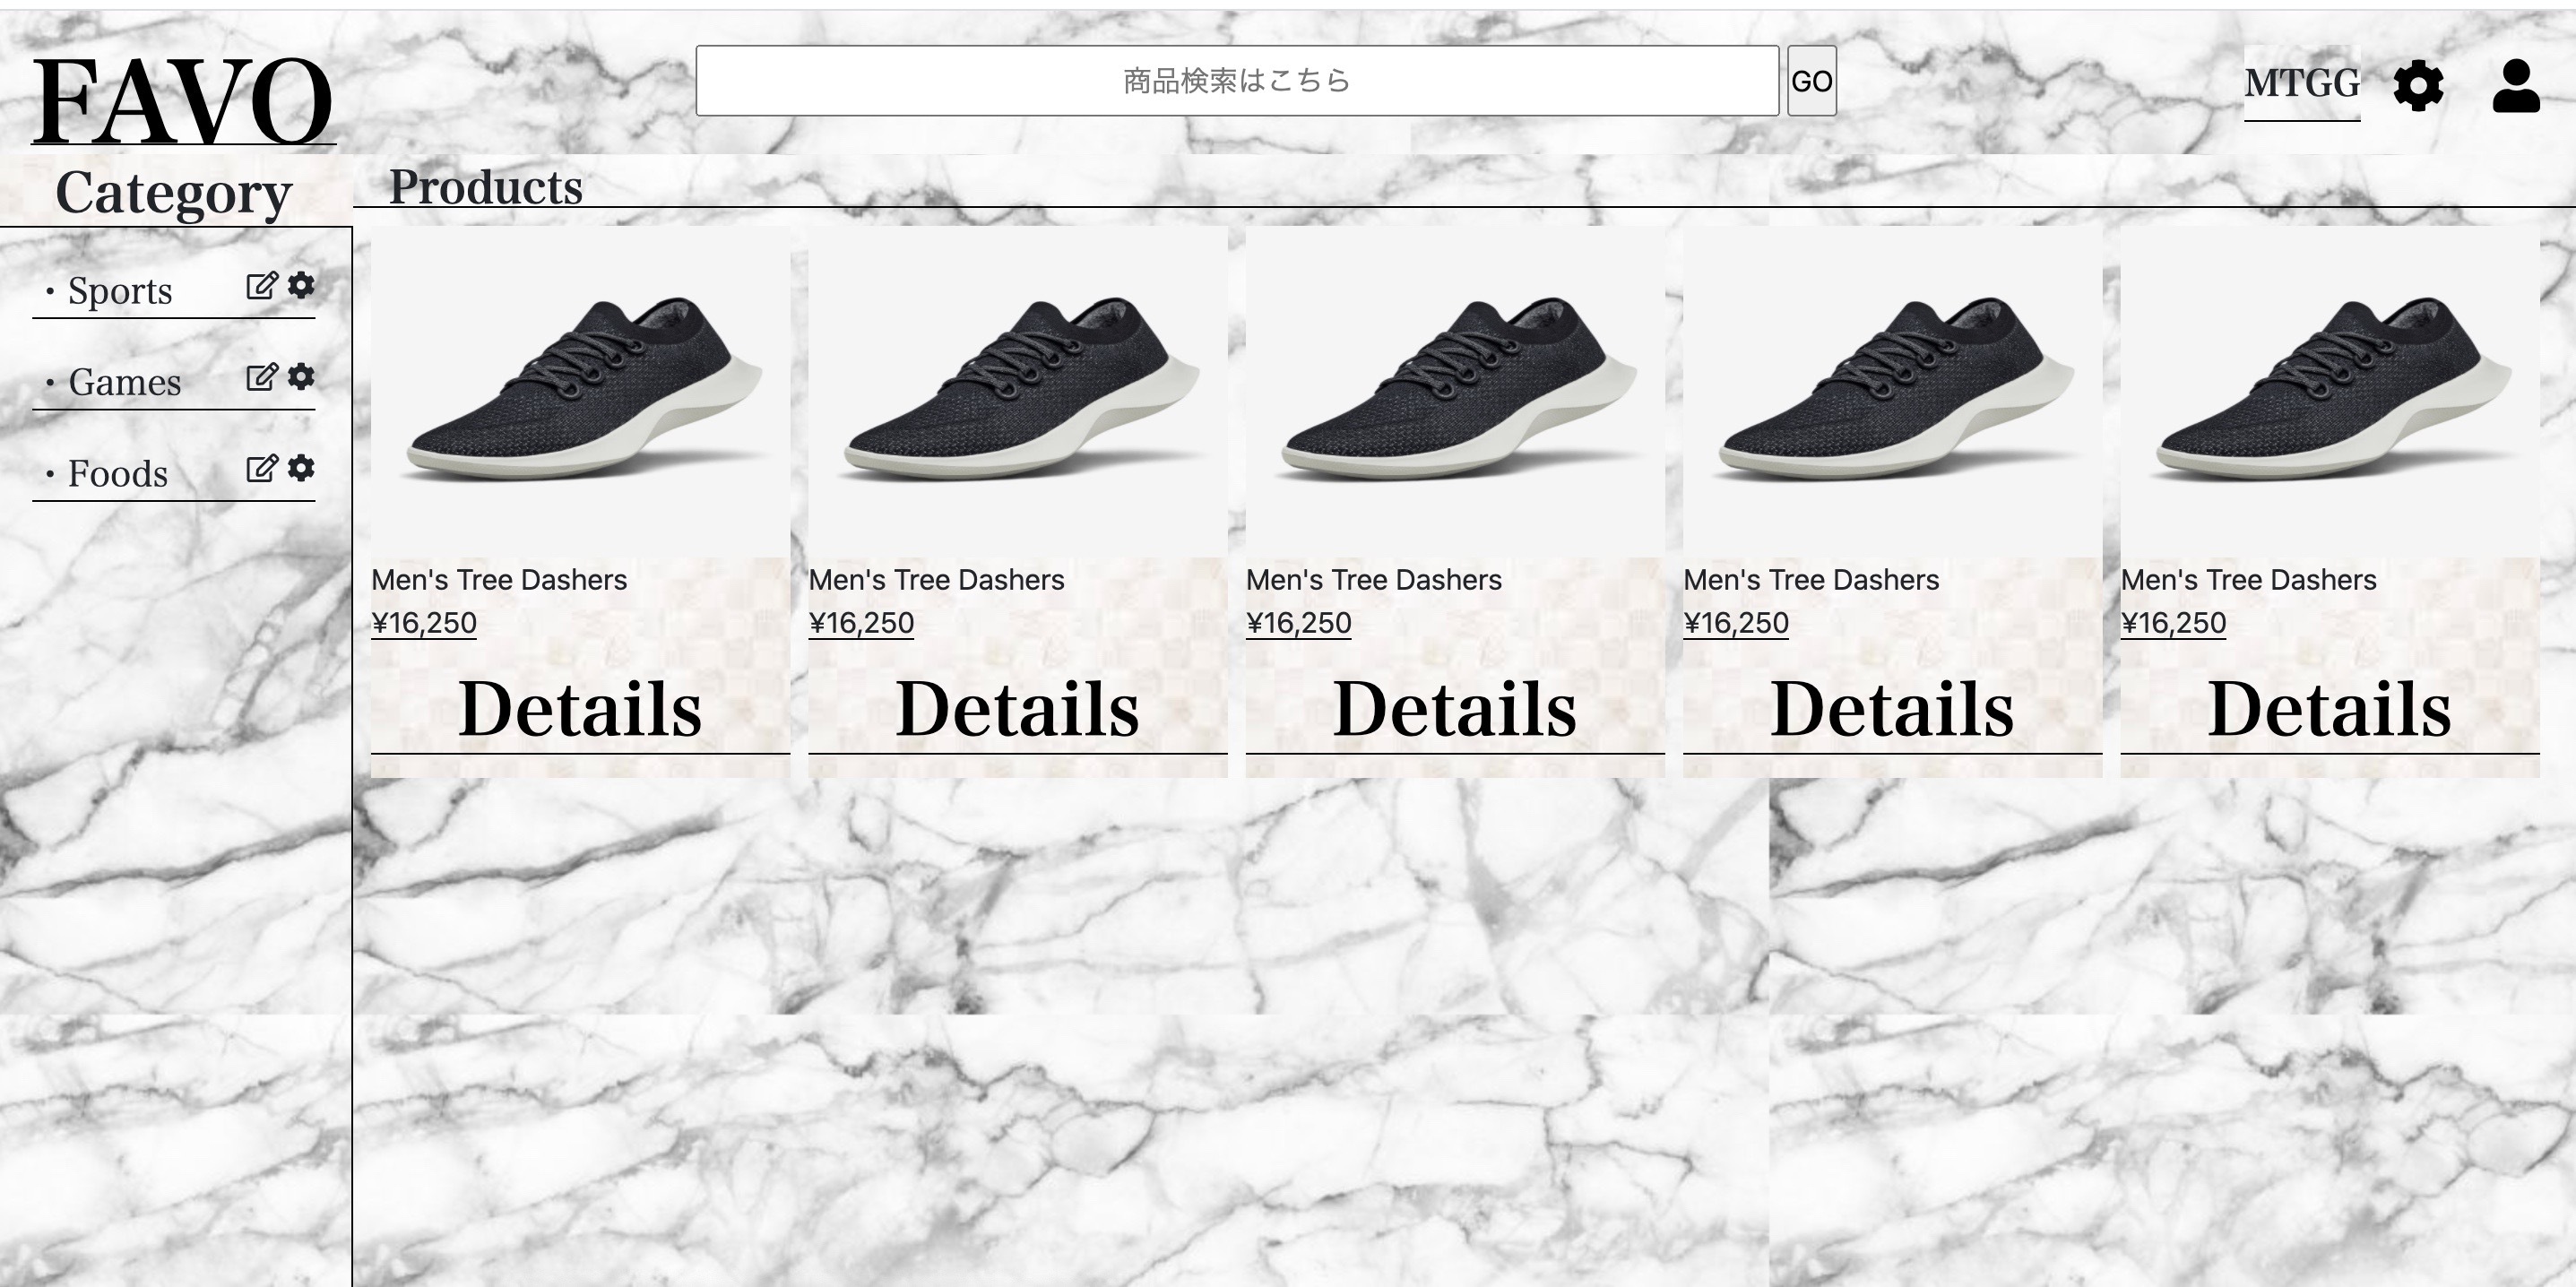 FAVO
商品検索はこちら
GO
MTGG
Category
Products
・Sports
・Games
・Foods
Men's Tree Dashers
¥16,250
Details
Men's Tree Dashers
¥16,250
Details
Men's Tree Dashers
¥16,250
Details
Men's Tree Dashers
¥16,250
Details
Men's Tree Dashers
¥16,250
Details